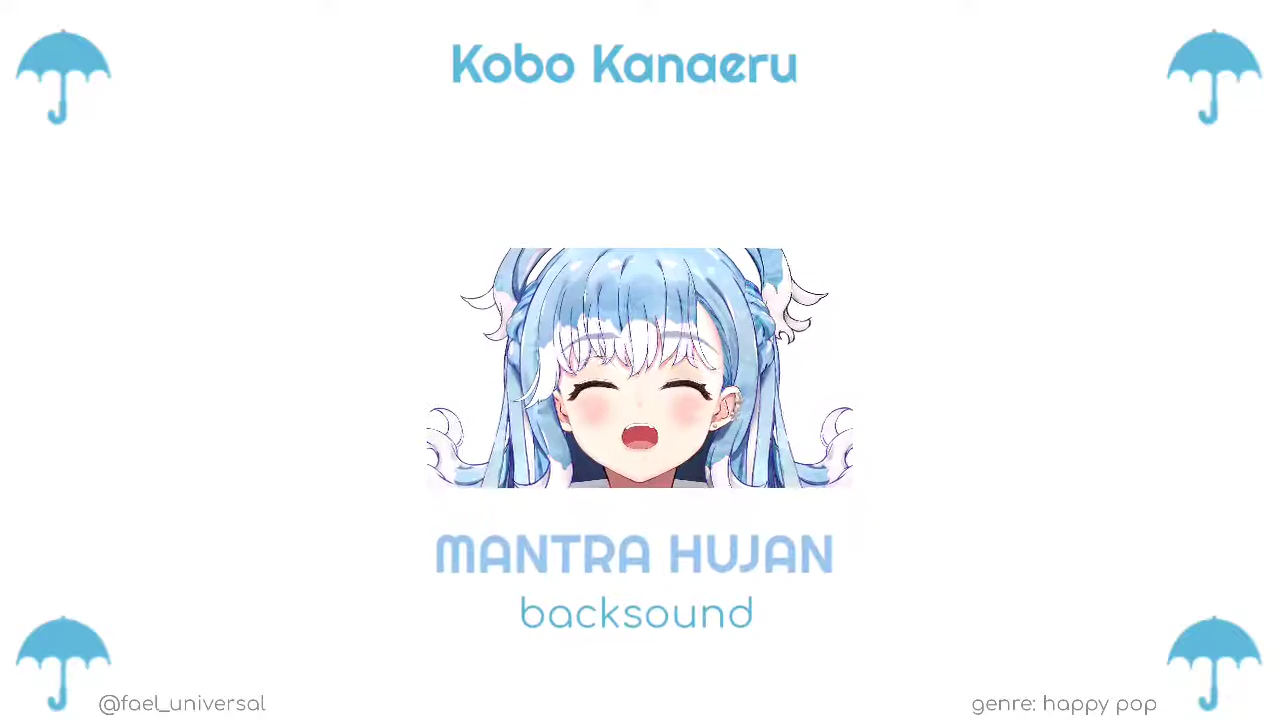 Kobo Kanaeru
MANTRA HUJAN
backsound
@fael_universal
genre: happy pop